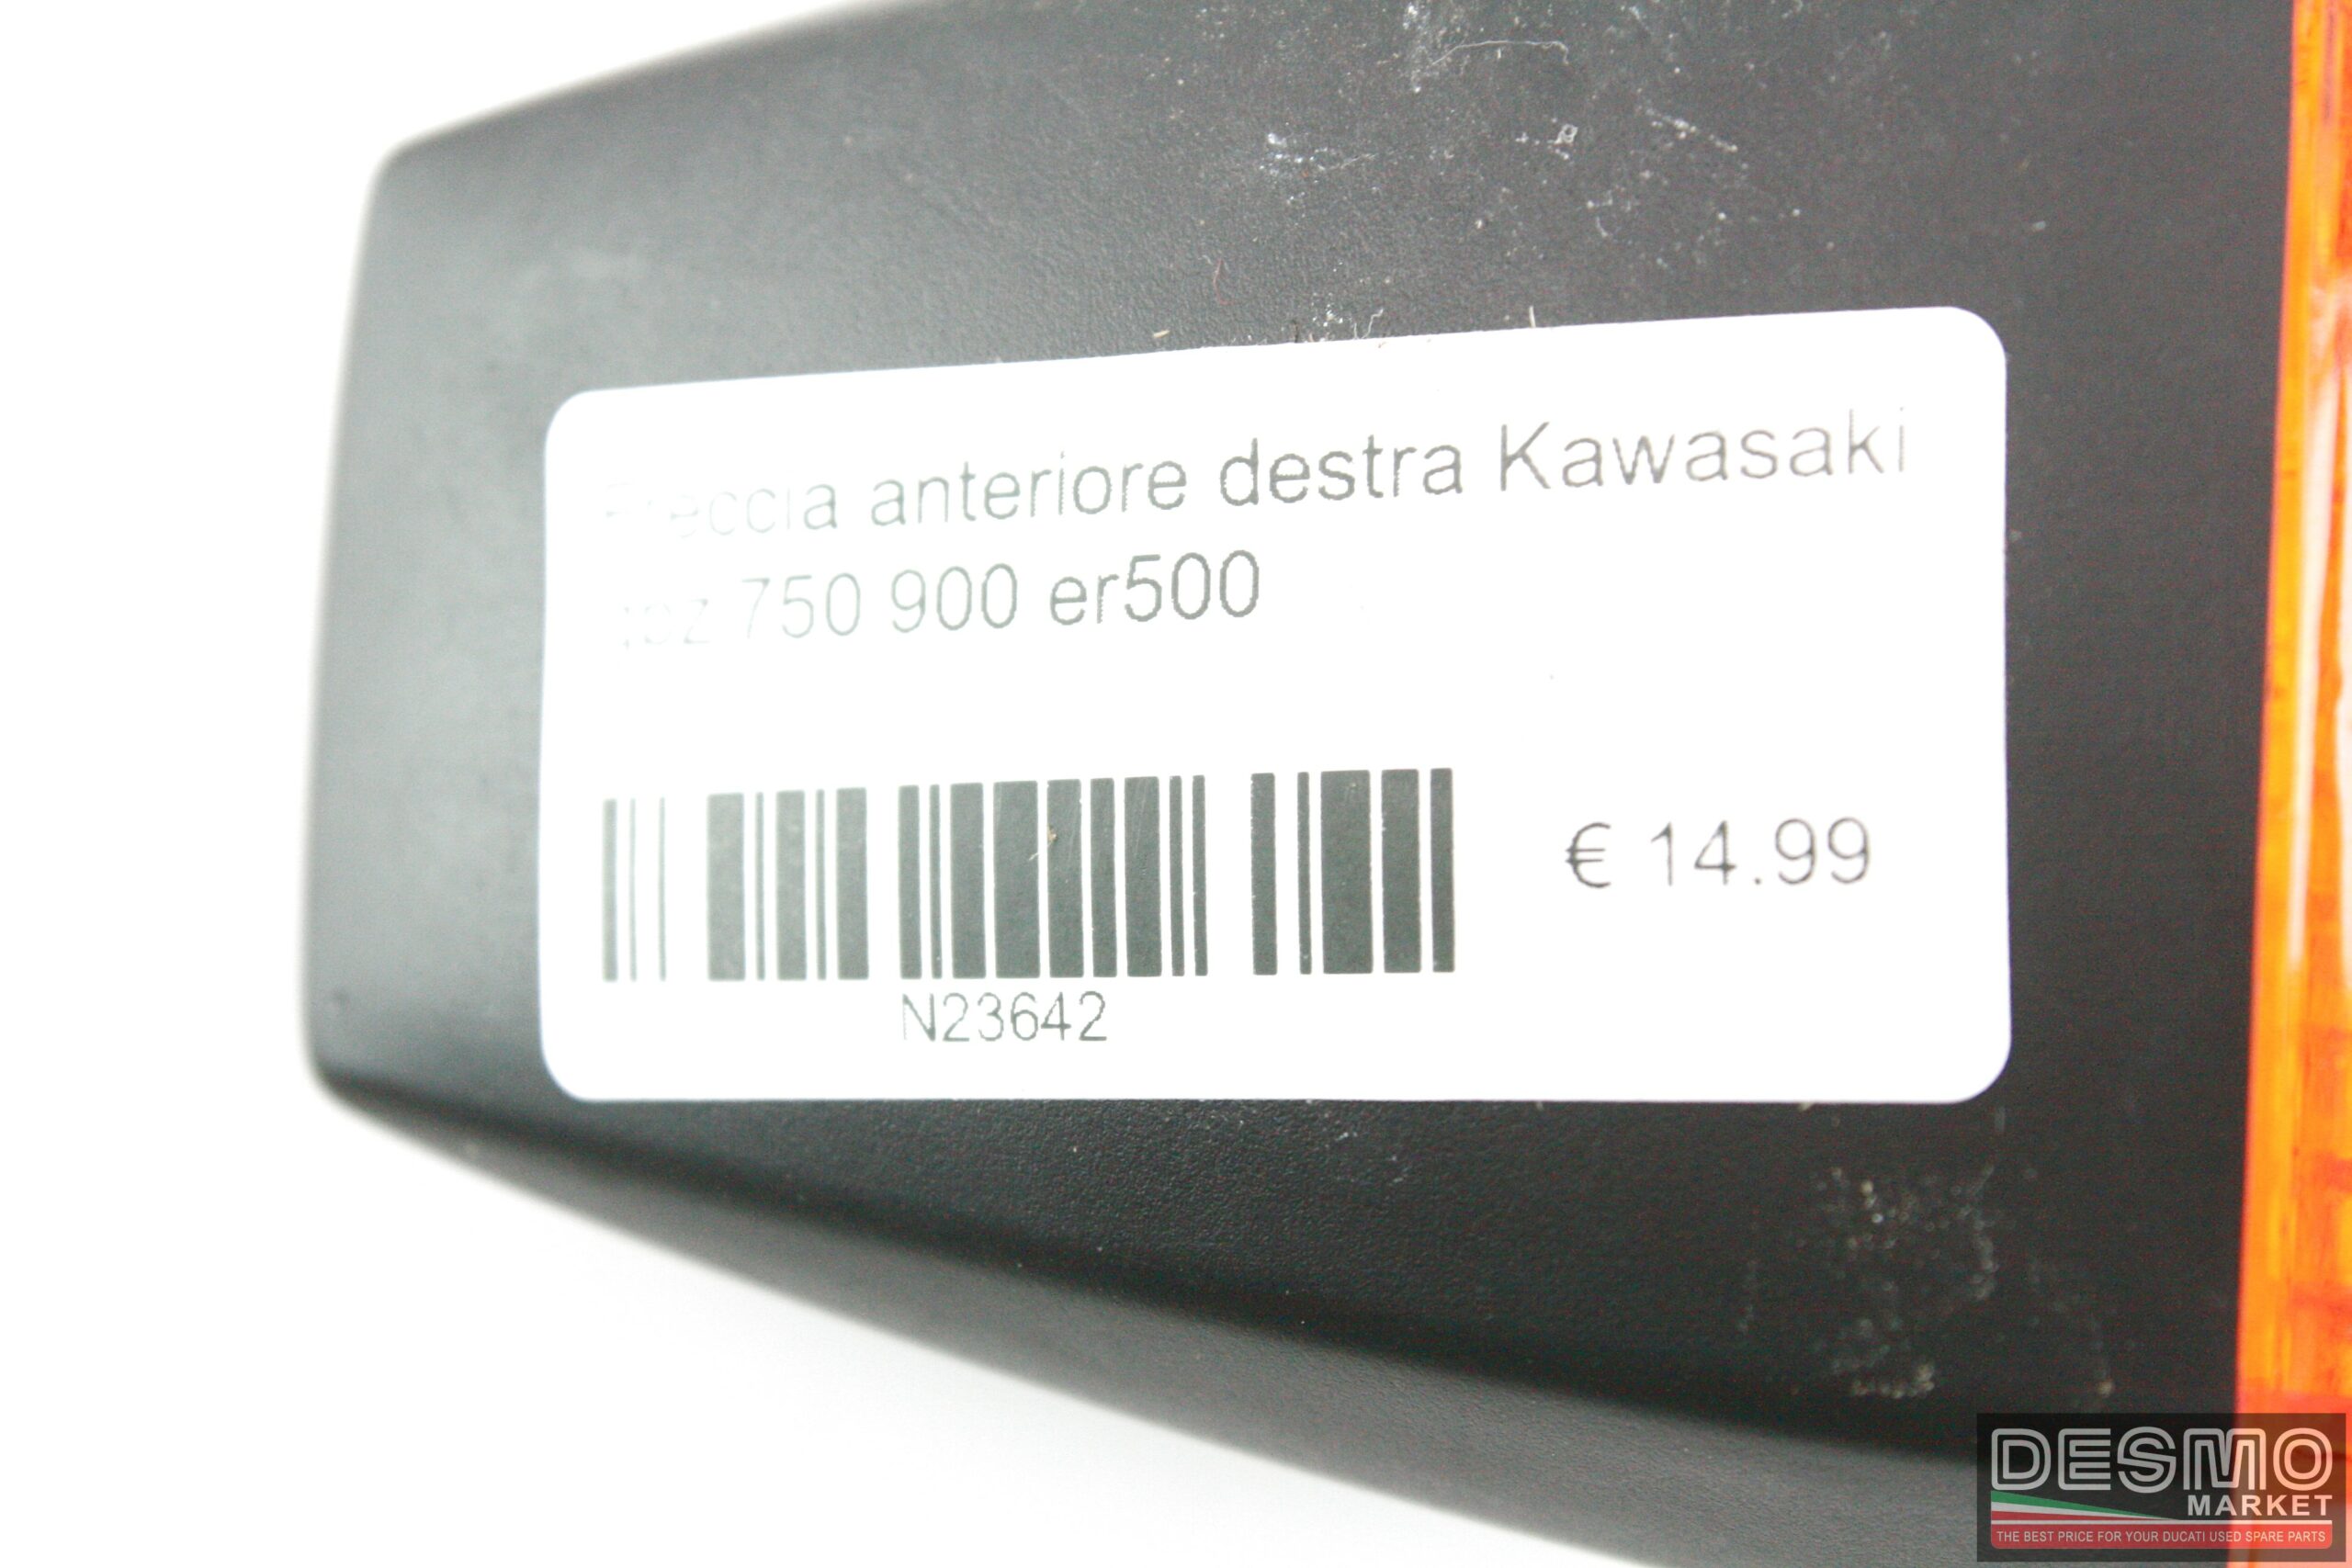 Freccia anteriore destra Kawasaki
750 900 er500
€ 14.99
N23642
DESMO
MARKET
THE BEST PRICE FOR YOUR DUCATI USED SPARE PARTS